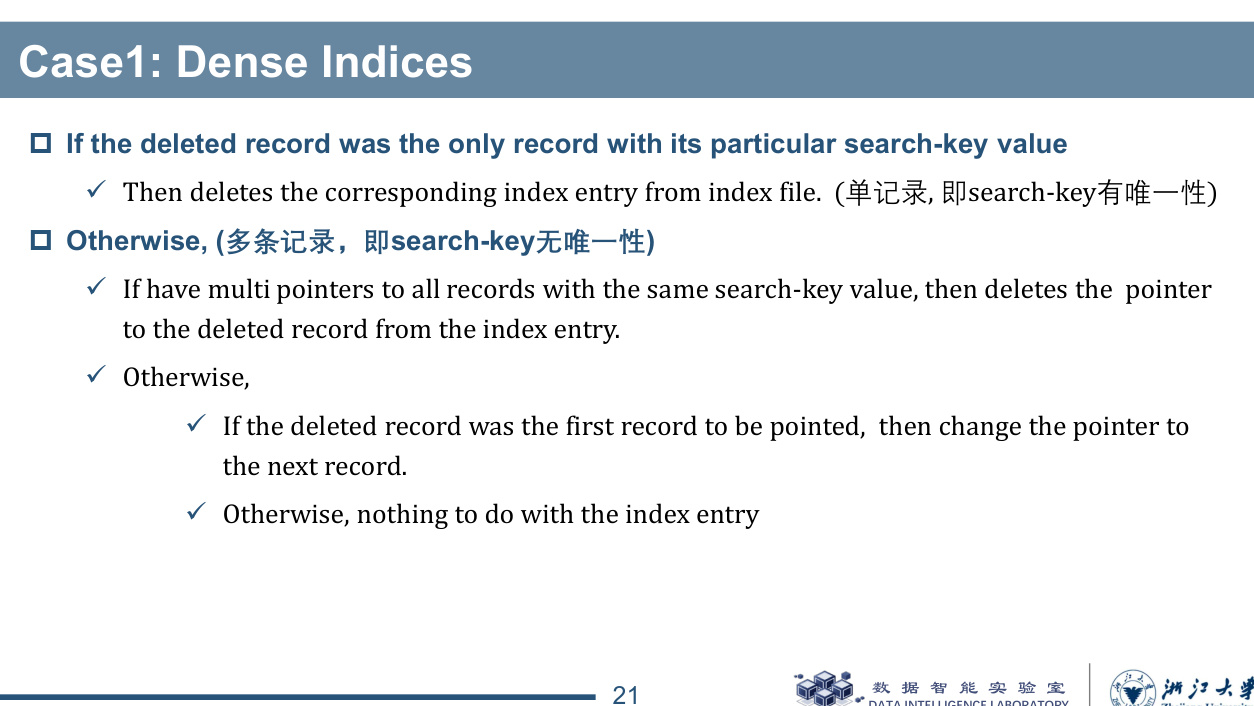 Case1: Dense Indices
If the deleted record was the only record with its particular search-key value
Then deletes the corresponding index entry from index file. (单记录, 即search-key有唯一性)
Otherwise, (多条记录，即search-key无唯一性)
If have multi pointers to all records with the same search-key value, then deletes the pointer
to the deleted record from the index entry.
Otherwise,
If the deleted record was the first record to be pointed, then change the pointer to
the next record.
Otherwise, nothing to do with the index entry
21
数据智能实验室
DATA INTELLIGENCE LABORATORY
浙江大学